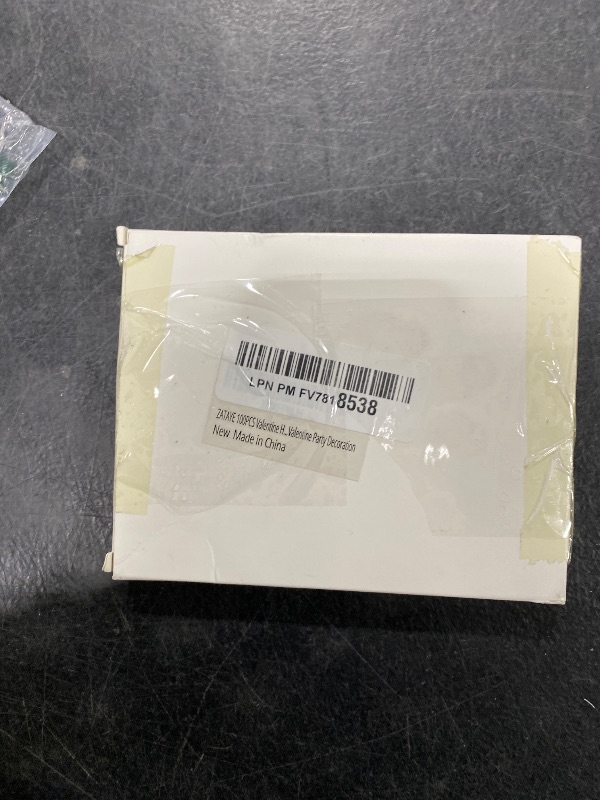 LPN PM FV7818538
ZATAYE 100PCS Valentine H...Valentine Party Decoration
New Made in China